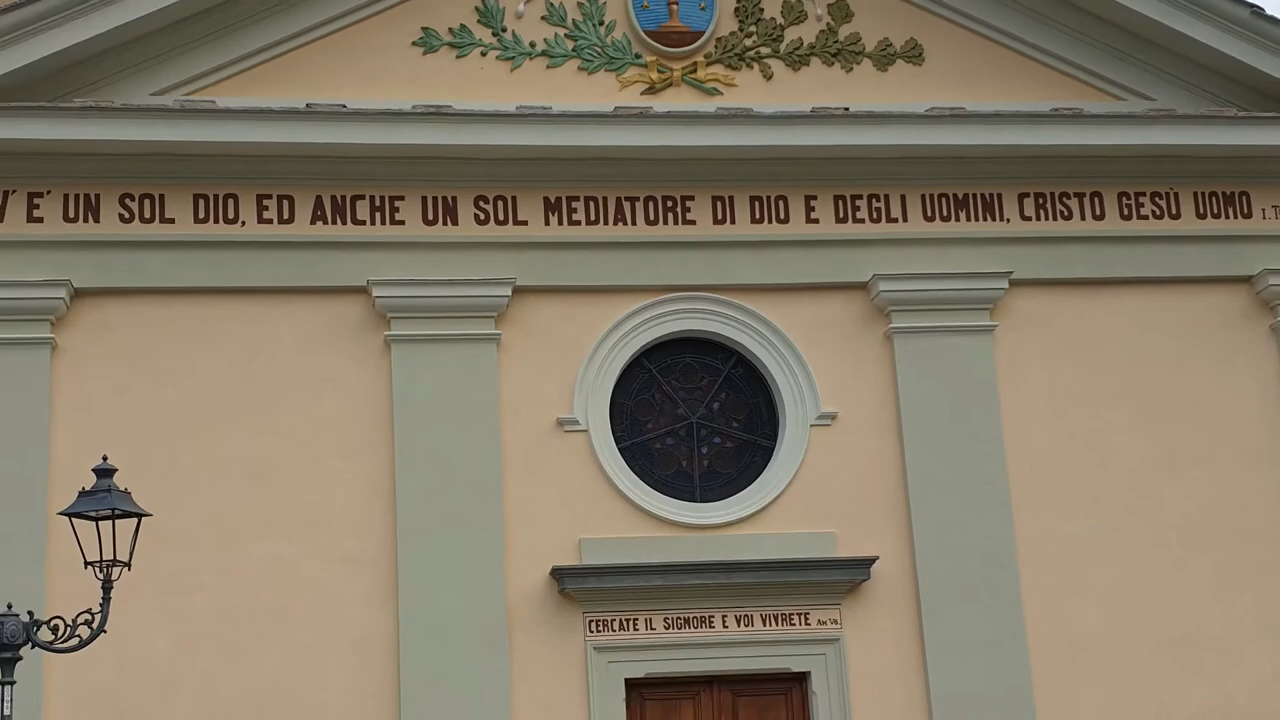 V' E' UN SOL DIO, ED ANCHE UN SOL MEDIATORE DI DIO E DEGLI UOMINI, CRISTO GESÙ UOMO
CERCATE IL SIGNORE E VOI VIVRETE